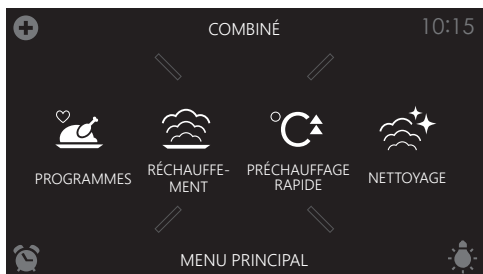 COMBINÉ
10:15
PROGRAMMES
RÉCHAUFFE-
MENT
PRÉCHAUFFAGE
RAPIDE
NETTOYAGE
°C
MENU PRINCIPAL